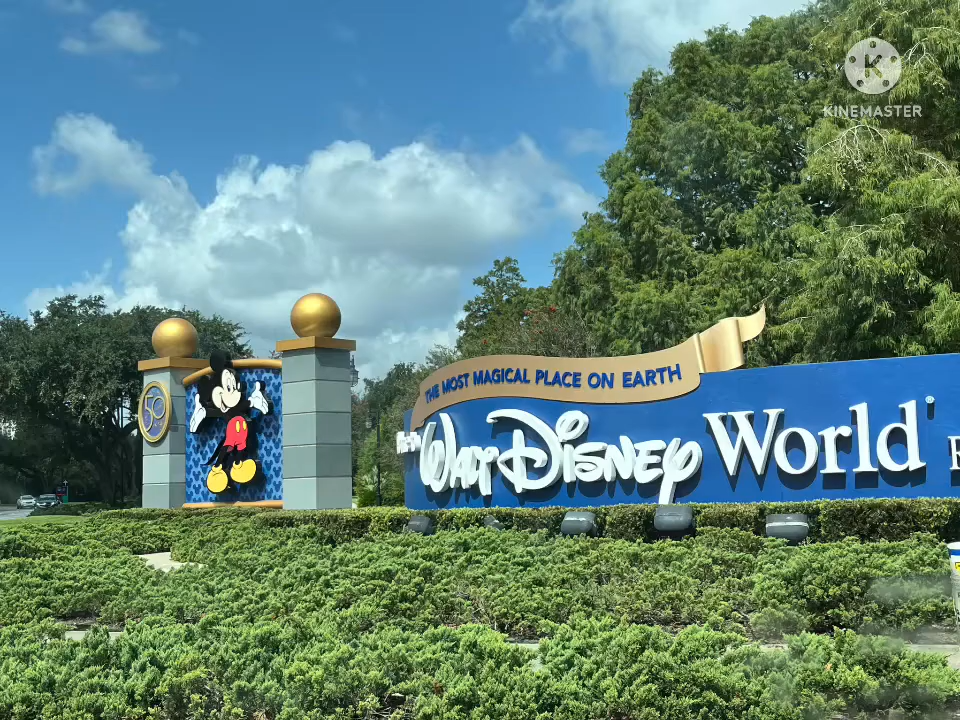 KINEMASTER
50
THE MOST MAGICAL PLACE ON EARTH
WALT DISNEY World